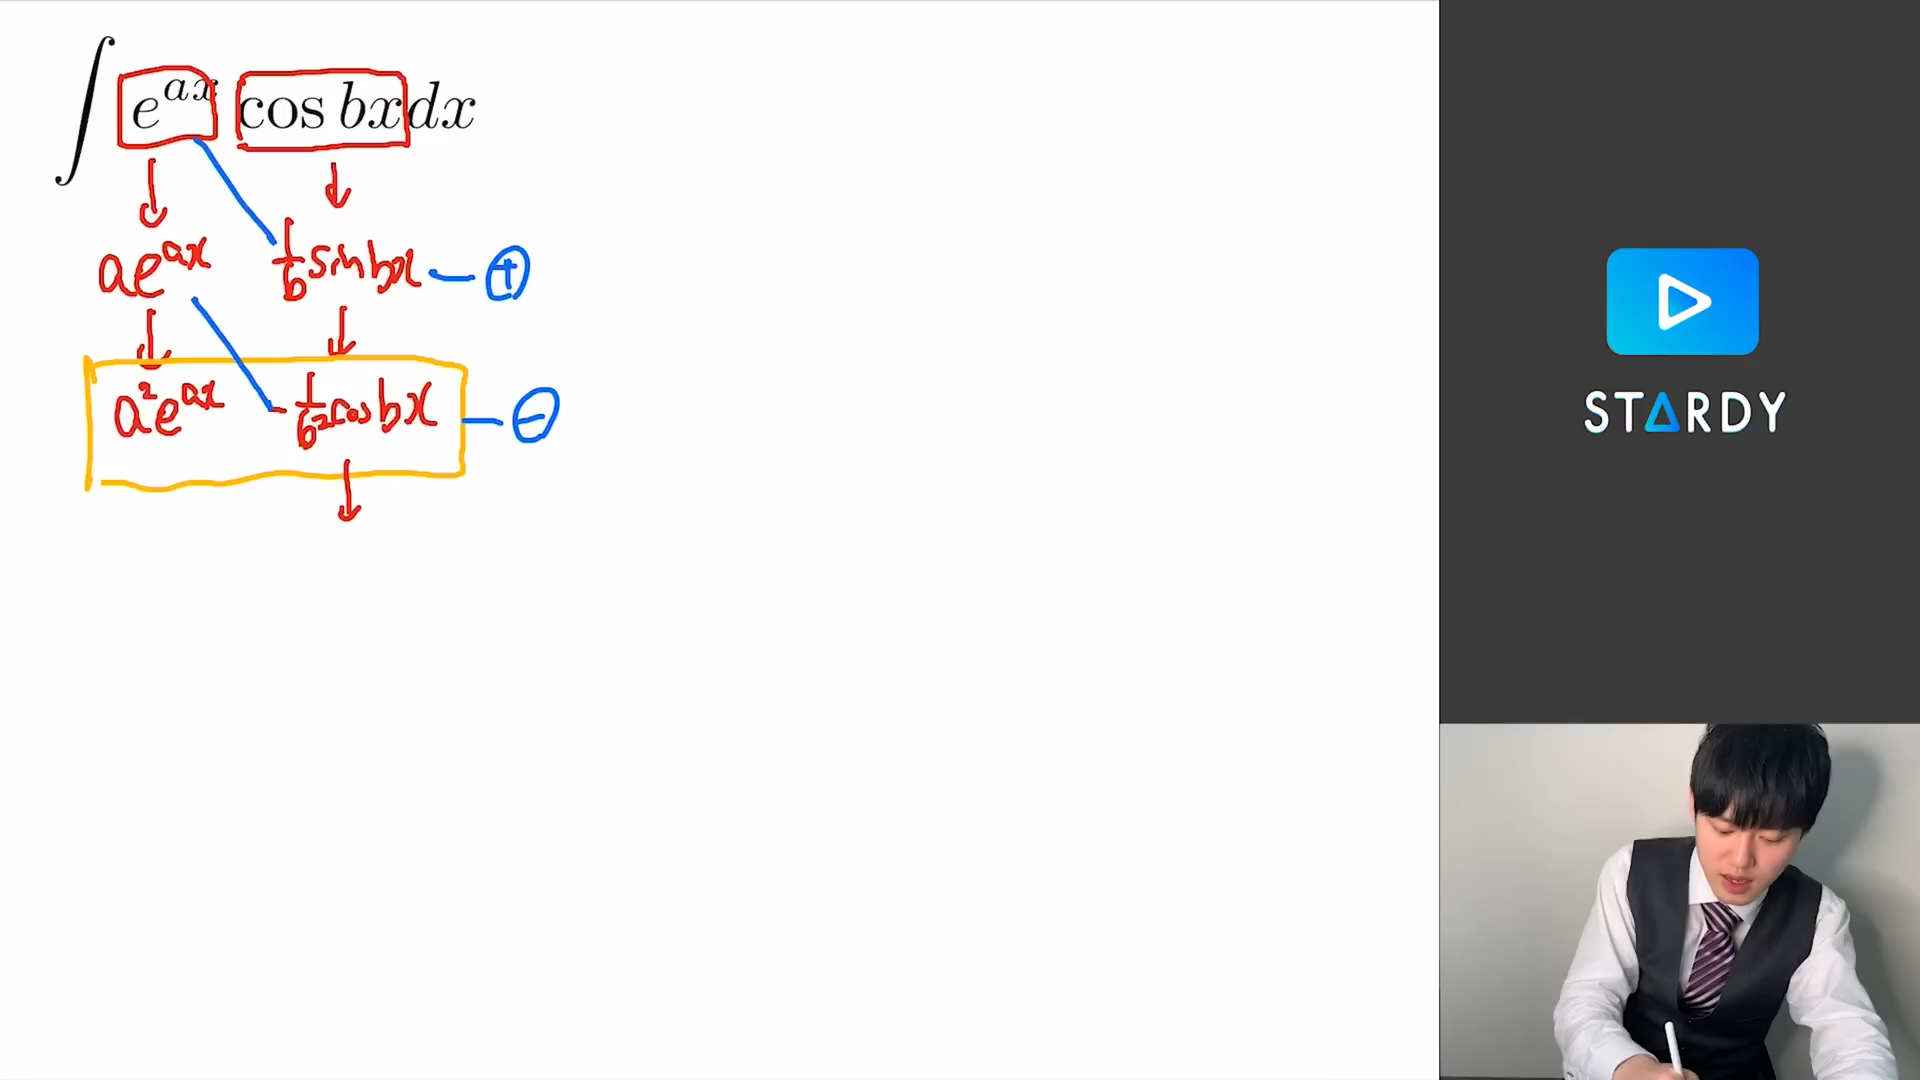 ∫ e^{ax} cos bx dx
ae^{ax} 1/b sin bx — ⊕
a²e^{ax} - 1/b² cos bx — ⊖
STARDY